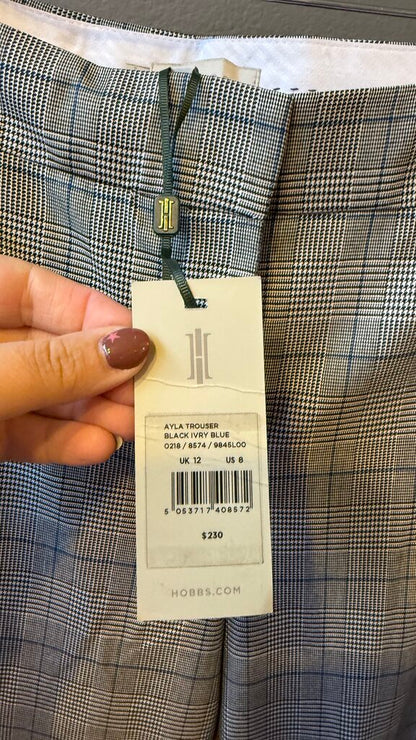 AYLA TROUSER
BLACK IVRY BLUE
0218 / 8574 / 9845L00
UK 12 US 8
5 053717 408572
$230
HOBBS.COM